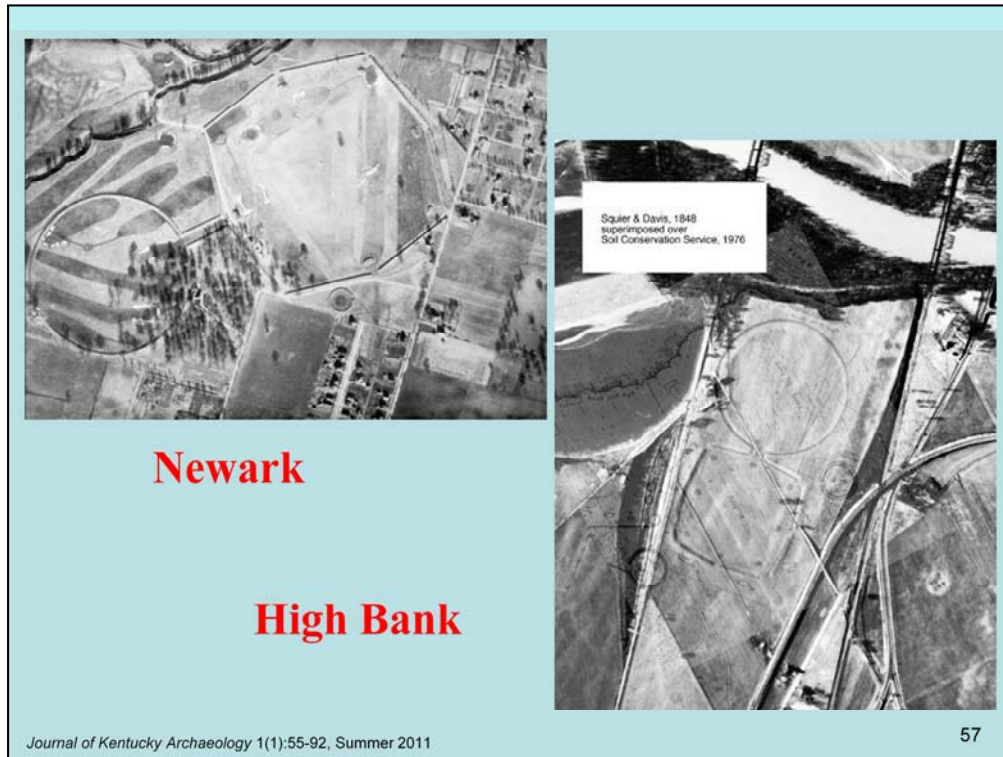 Squier & Davis, 1848
superimposed over
Soil Conservation Service, 1976
Newark
High Bank
Journal of Kentucky Archaeology 1(1):55-92, Summer 2011
57